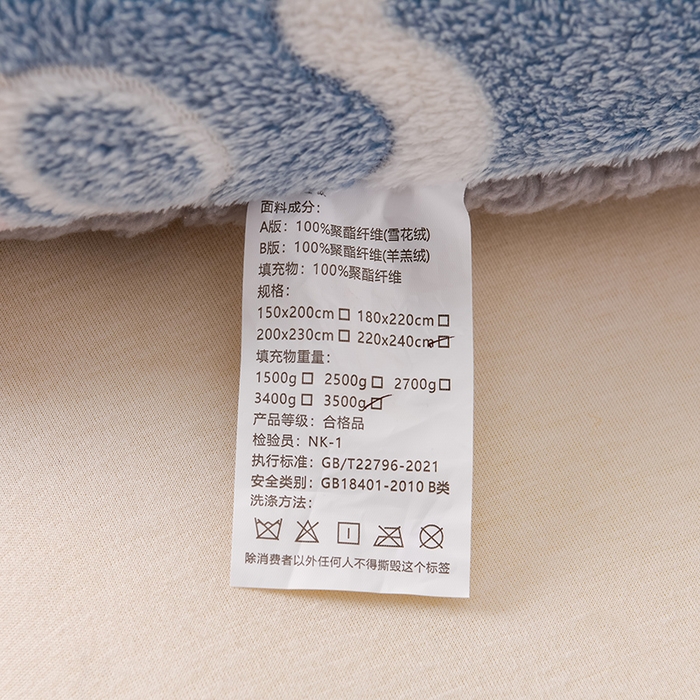 面料成分：
A版：100%聚酯纤维(雪花绒)
B版：100%聚酯纤维(羊羔绒)
填充物：100%聚酯纤维
规格：
150x200cm☐ 180x220cm☐
200x230cm☐ 220x240cm☐
填充物重量：
1500g☐ 2500g☐ 2700g☐
3400g☐ 3500g☐
产品等级：合格品
检验员：NK-1
执行标准：GB/T22796-2021
安全类别：GB18401-2010 B类
洗涤方法：
除消费者以外任何人不得撕毁这个标签